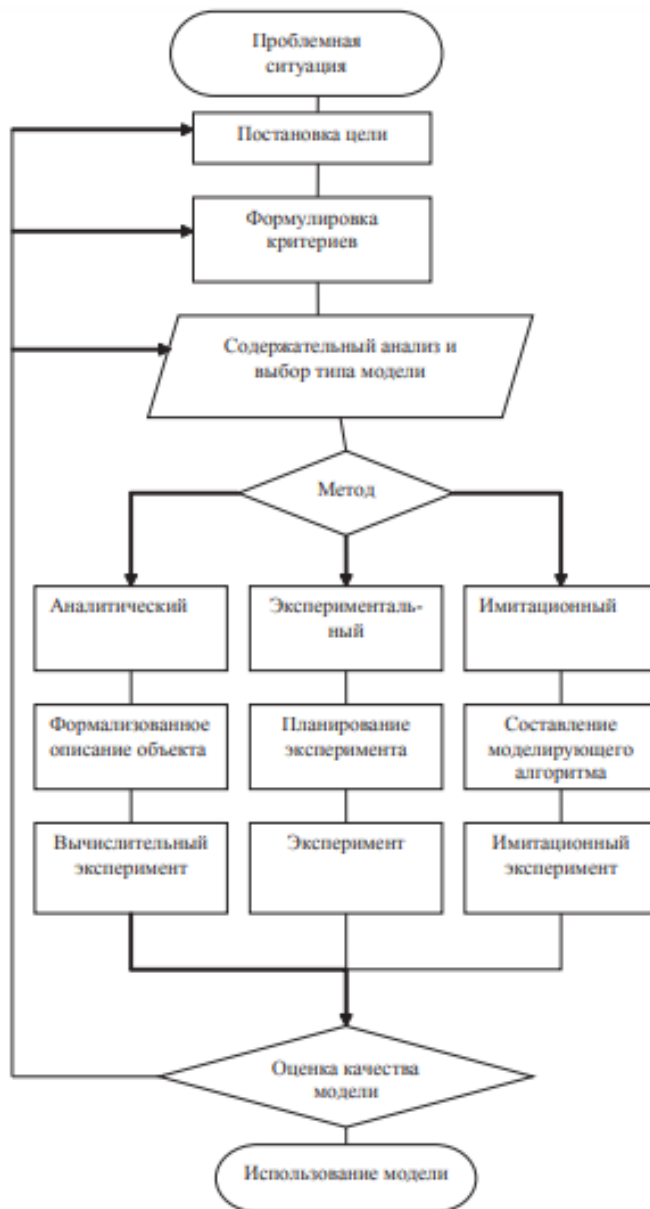 Проблемная
ситуация
Постановка цели
Формулировка
критериев
Содержательный анализ и
выбор типа модели
Метод
Аналитический
Эксперименталь-
ный
Имитационный
Формализованное
описание объекта
Планирование
эксперимента
Составление
моделирующего
алгоритма
Вычислительный
эксперимент
Эксперимент
Имитационный
эксперимент
Оценка качества
модели
Использование модели